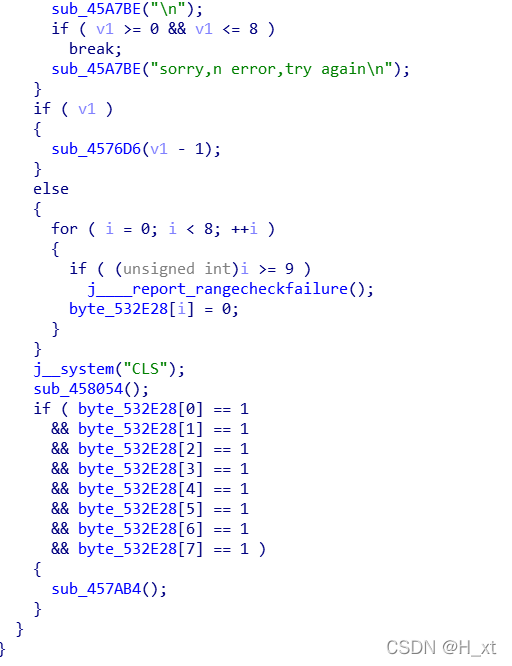 sub_45A7BE("\n");
if ( v1 >= 0 && v1 <= 8 )
break;
sub_45A7BE("sorry,n error,try again\n");
}
if ( v1 )
{
sub_4576D6(v1 - 1);
}
else
{
for ( i = 0; i < 8; ++i )
{
if ( (unsigned int)i >= 9 )
j____report_rangecheckfailure();
byte_532E28[i] = 0;
}
}
j__system("CLS");
sub_458054();
if ( byte_532E28[0] == 1
&& byte_532E28[1] == 1
&& byte_532E28[2] == 1
&& byte_532E28[3] == 1
&& byte_532E28[4] == 1
&& byte_532E28[5] == 1
&& byte_532E28[6] == 1
&& byte_532E28[7] == 1 )
{
sub_457AB4();
}
}
}
CSDN @H_xt